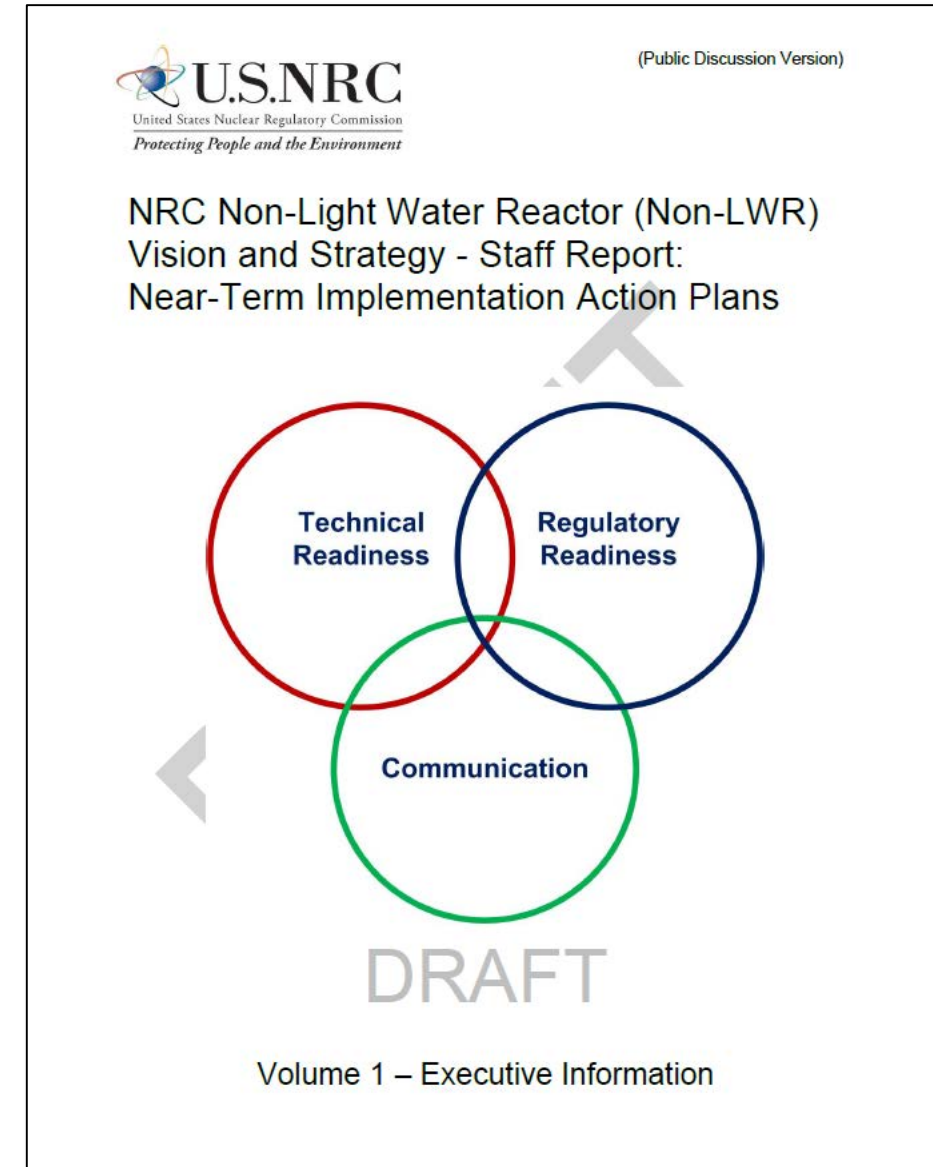 (Public Discussion Version)
U.S.NRC
United States Nuclear Regulatory Commission
Protecting People and the Environment
NRC Non-Light Water Reactor (Non-LWR)
Vision and Strategy - Staff Report:
Near-Term Implementation Action Plans
Technical
Readiness
Regulatory
Readiness
Communication
DRAFT
Volume 1 – Executive Information